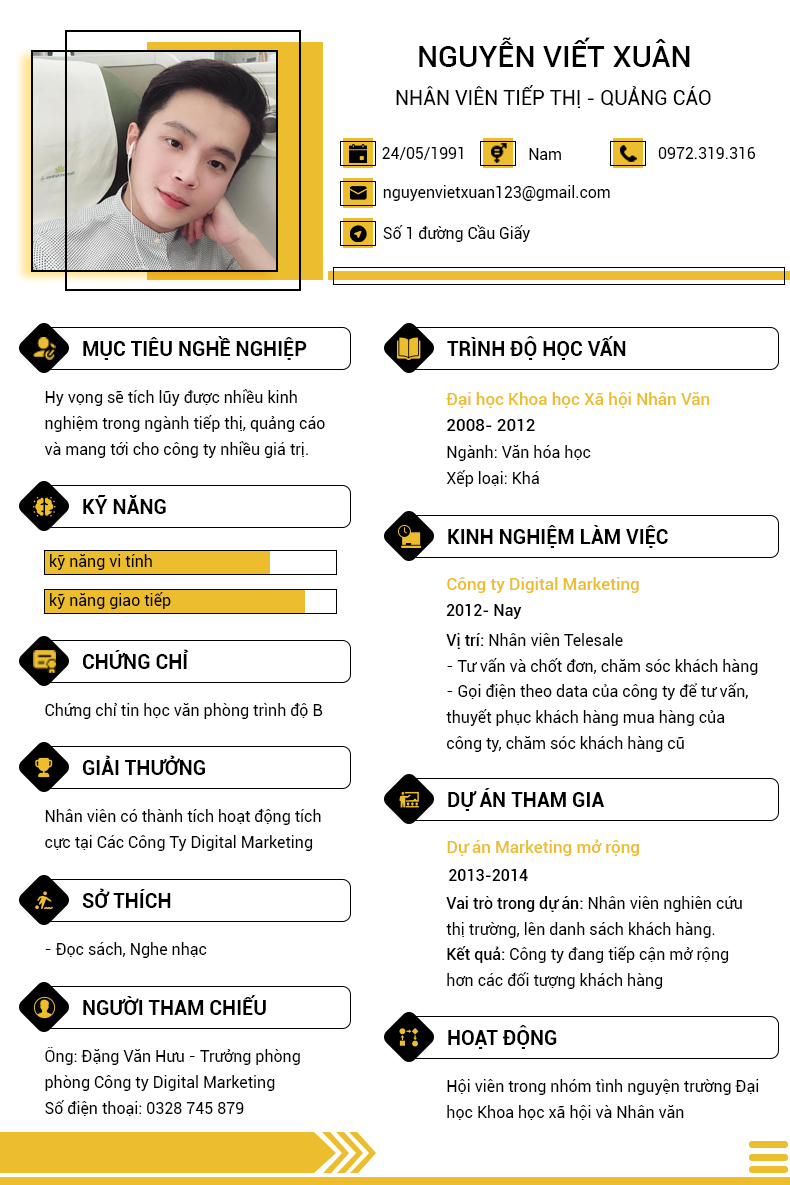 NGUYỄN VIẾT XUÂN
NHÂN VIÊN TIẾP THỊ - QUẢNG CÁO
24/05/1991
Nam
0972.319.316
nguyenvietxuan123@gmail.com
Số 1 đường Cầu Giấy
MỤC TIÊU NGHỀ NGHIỆP
Hy vọng sẽ tích lũy được nhiều kinh
nghiệm trong ngành tiếp thị, quảng cáo
và mang tới cho công ty nhiều giá trị.
KỸ NĂNG
kỹ năng vi tính
kỹ năng giao tiếp
CHỨNG CHỈ
Chứng chỉ tin học văn phòng trình độ B
GIẢI THƯỞNG
Nhân viên có thành tích hoạt động tích
cực tại Các Công Ty Digital Marketing
SỞ THÍCH
- Đọc sách, Nghe nhạc
NGƯỜI THAM CHIẾU
Ông: Đặng Văn Hưu - Trưởng phòng
phòng Công ty Digital Marketing
Số điện thoại: 0328 745 879
TRÌNH ĐỘ HỌC VẤN
Đại học Khoa học Xã hội Nhân Văn
2008- 2012
Ngành: Văn hóa học
Xếp loại: Khá
KINH NGHIỆM LÀM VIỆC
Công ty Digital Marketing
2012- Nay
Vị trí: Nhân viên Telesale
- Tư vấn và chốt đơn, chăm sóc khách hàng
- Gọi điện theo data của công ty để tư vấn,
thuyết phục khách hàng mua hàng của
công ty, chăm sóc khách hàng cũ
DỰ ÁN THAM GIA
Dự án Marketing mở rộng
2013-2014
Vai trò trong dự án: Nhân viên nghiên cứu
thị trường, lên danh sách khách hàng.
Kết quả: Công ty đang tiếp cận mở rộng
hơn các đối tượng khách hàng
HOẠT ĐỘNG
Hội viên trong nhóm tình nguyện trường Đại
học Khoa học xã hội và Nhân văn